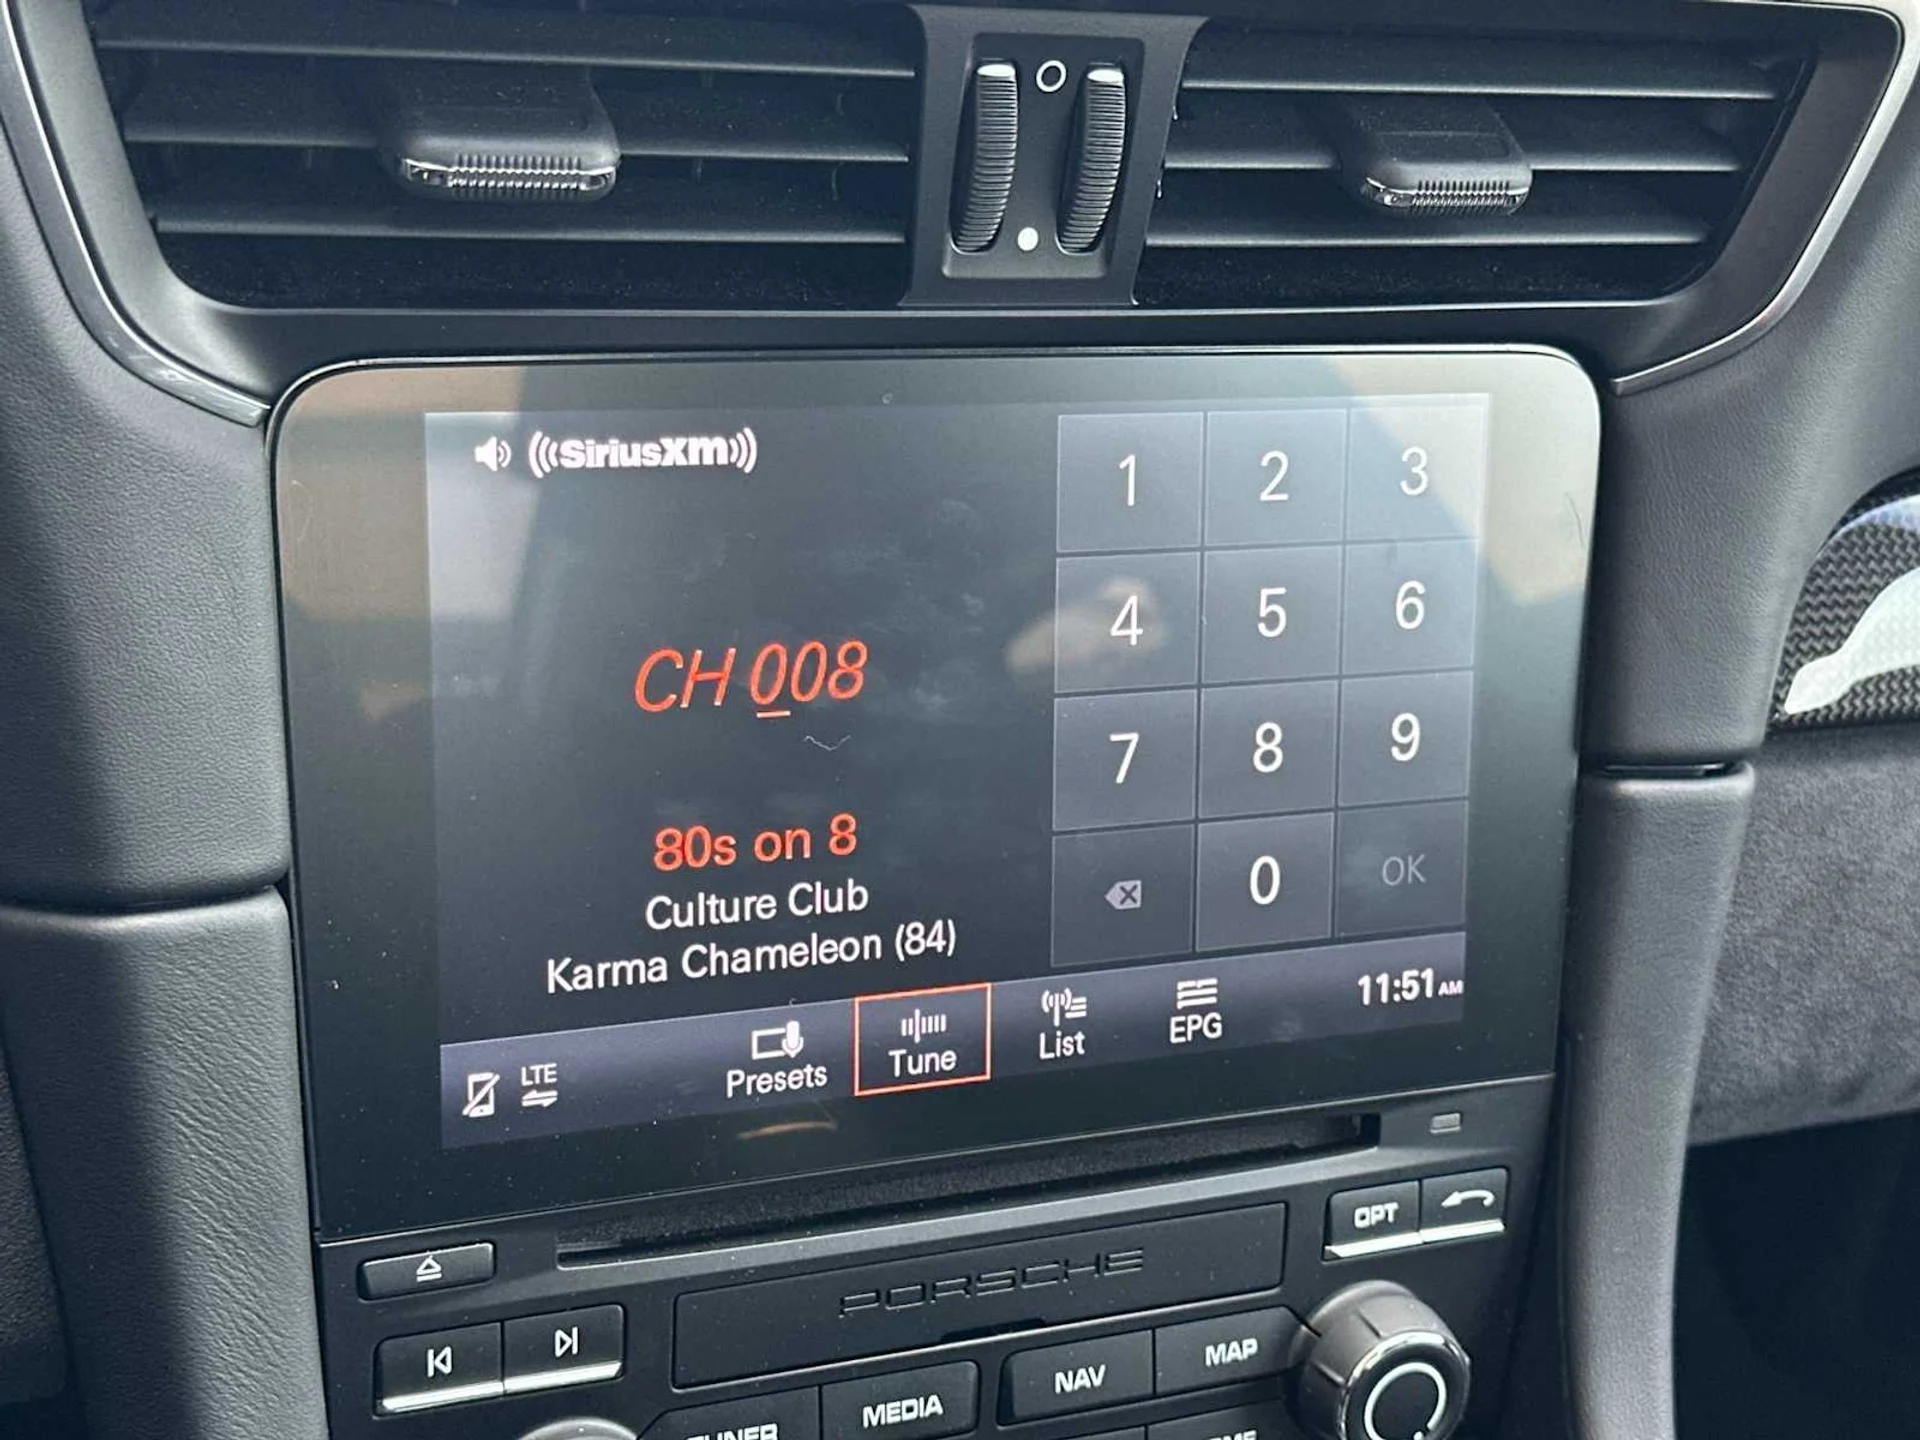 ((SiriusXM))
1 2 3
4 5 6
7 8 9
0 OK
CH 008
80s on 8
Culture Club
Karma Chameleon (84)
LTE
Presets
Tune
List
EPG
11:51 AM
OPT
PORSCHE
MEDIA
NAV
MAP